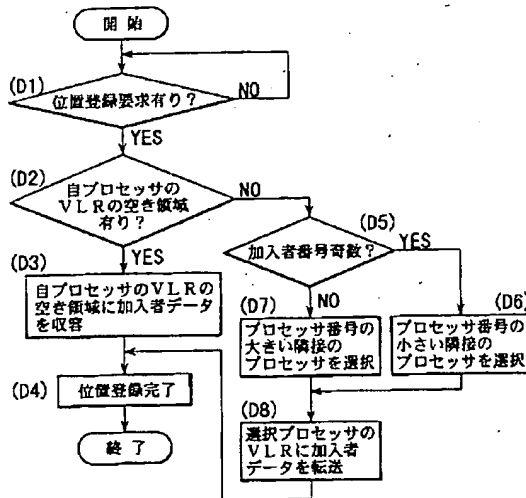 開始
(D1)
位置登録要求有り?
NO
YES
(D2)
自プロセッサの
VLRの空き領域
有り?
NO
YES
(D3)
自プロセッサのVLRの
空き領域に加入者データ
を収容
(D4)
位置登録完了
終了
(D5)
加入者番号奇数?
YES
NO
(D6)
プロセッサ番号の
小さい隣接の
プロセッサを選択
(D7)
プロセッサ番号の
大きい隣接の
プロセッサを選択
(D8)
選択プロセッサの
VLRに加入者
データを転送